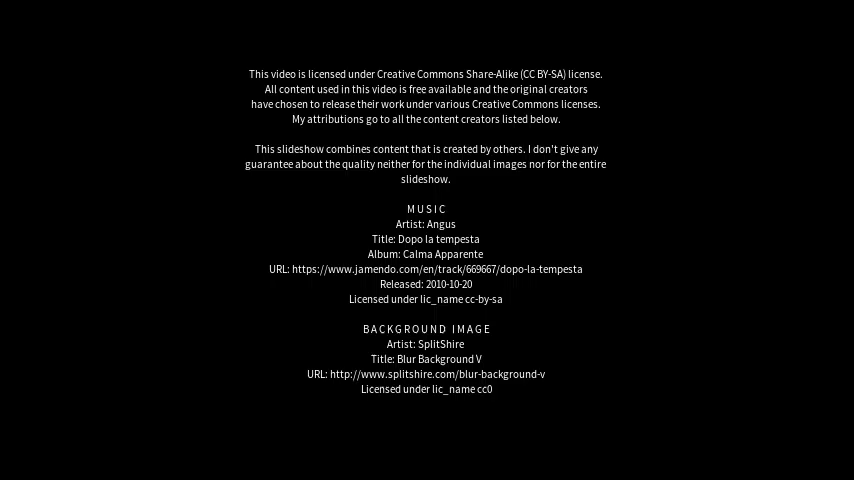 This video is licensed under Creative Commons Share-Alike (CC BY-SA) license.
All content used in this video is free available and the original creators
have chosen to release their work under various Creative Commons licenses.
My attributions go to all the content creators listed below.
This slideshow combines content that is created by others. I don't give any
guarantee about the quality neither for the individual images nor for the entire
slideshow.
MUSIC
Artist: Angus
Title: Dopo la tempesta
Album: Calma Apparente
URL: https://www.jamendo.com/en/track/669667/dopo-la-tempesta
Released: 2010-10-20
Licensed under lic_name cc-by-sa
BACKGROUND IMAGE
Artist: SplitShire
Title: Blur Background V
URL: http://www.splitshire.com/blur-background-v
Licensed under lic_name cc0